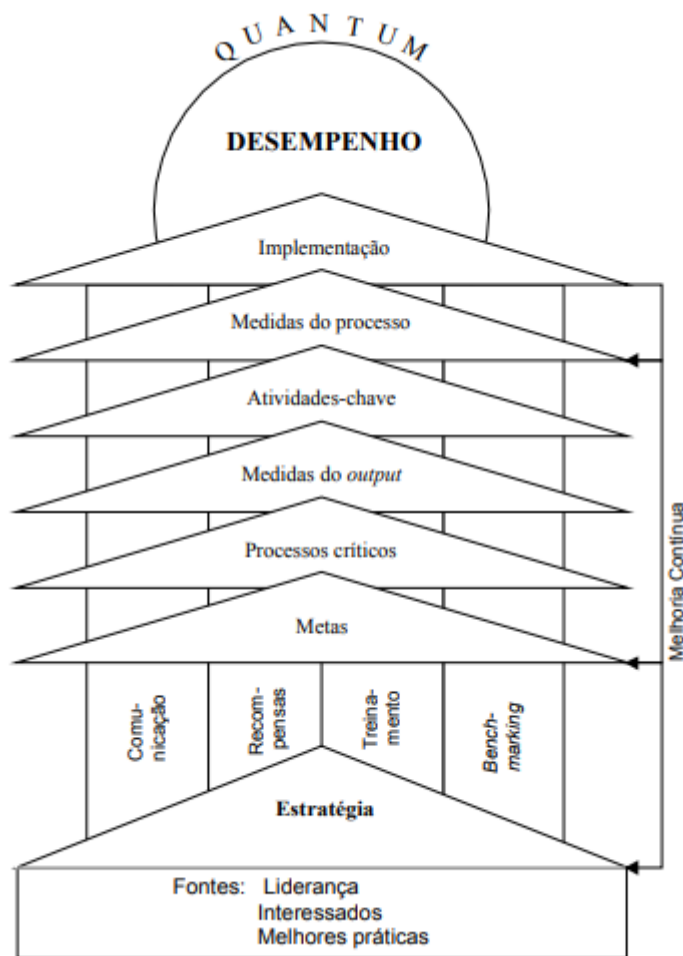 QUANTUM
DESEMPENHO
Implementação
Medidas do processo
Atividades-chave
Medidas do output
Processos críticos
Metas
Comu-
nicação
Recom-
pensas
Treina-
mento
Bench-
marking
Estratégia
Fontes: Liderança
Interessados
Melhores práticas
Melhoria Contínua